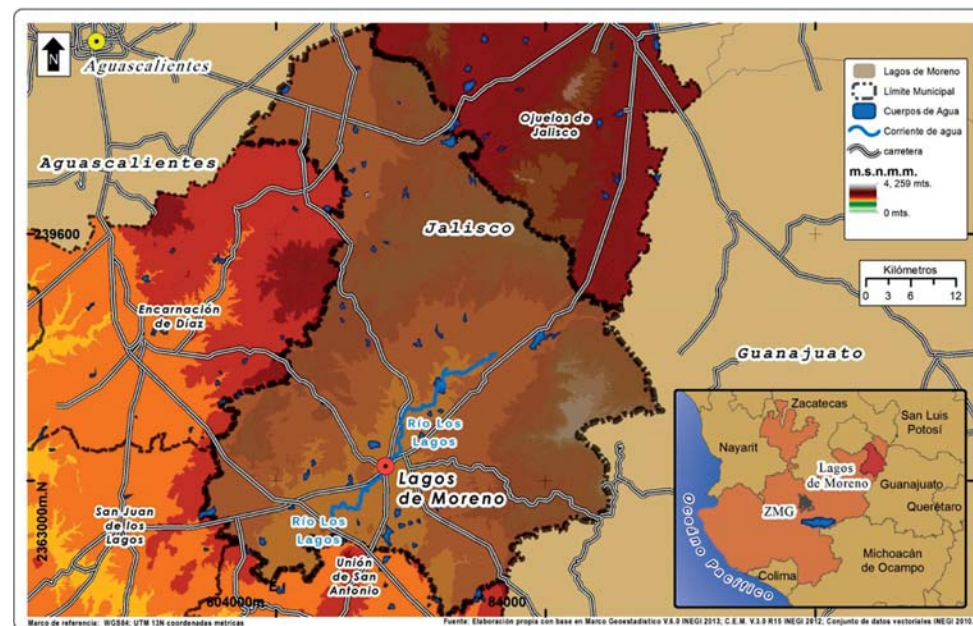 N
Aguascalientes
Aguascalientes
Ojuelos de
Jalisco
Jalisco
239600
Encarnación
de Díaz
Guanajuato
Río Los
Lagos
Lagos
de Moreno
San Juan
de los
Lagos
Río Los
Lagos
Unión
de San
Antonio
2363000m.N
804000m
84000
Lagos de Moreno
Límite Municipal
Cuerpos de Agua
Corriente de agua
carretera
m.s.n.m.m.
4, 259 mts.
0 mts.
Kilómetros
0 3 6 12
Zacatecas
San Luis
Potosí
Nayarit
Lagos
de Moreno
Guanajuato
ZMG
Querétaro
Michoacán
de Ocampo
Colima
Océano Pacífico
Marco de referencia: WGS84; UTM 13N coordenadas métricas
Fuente: Elaboración propia con base en Marco Geoestadístico V.6.0 INEGI 2013; C.E.M. V.3.0 R15 INEGI 2012; Conjunto de datos vectoriales INEGI 2010